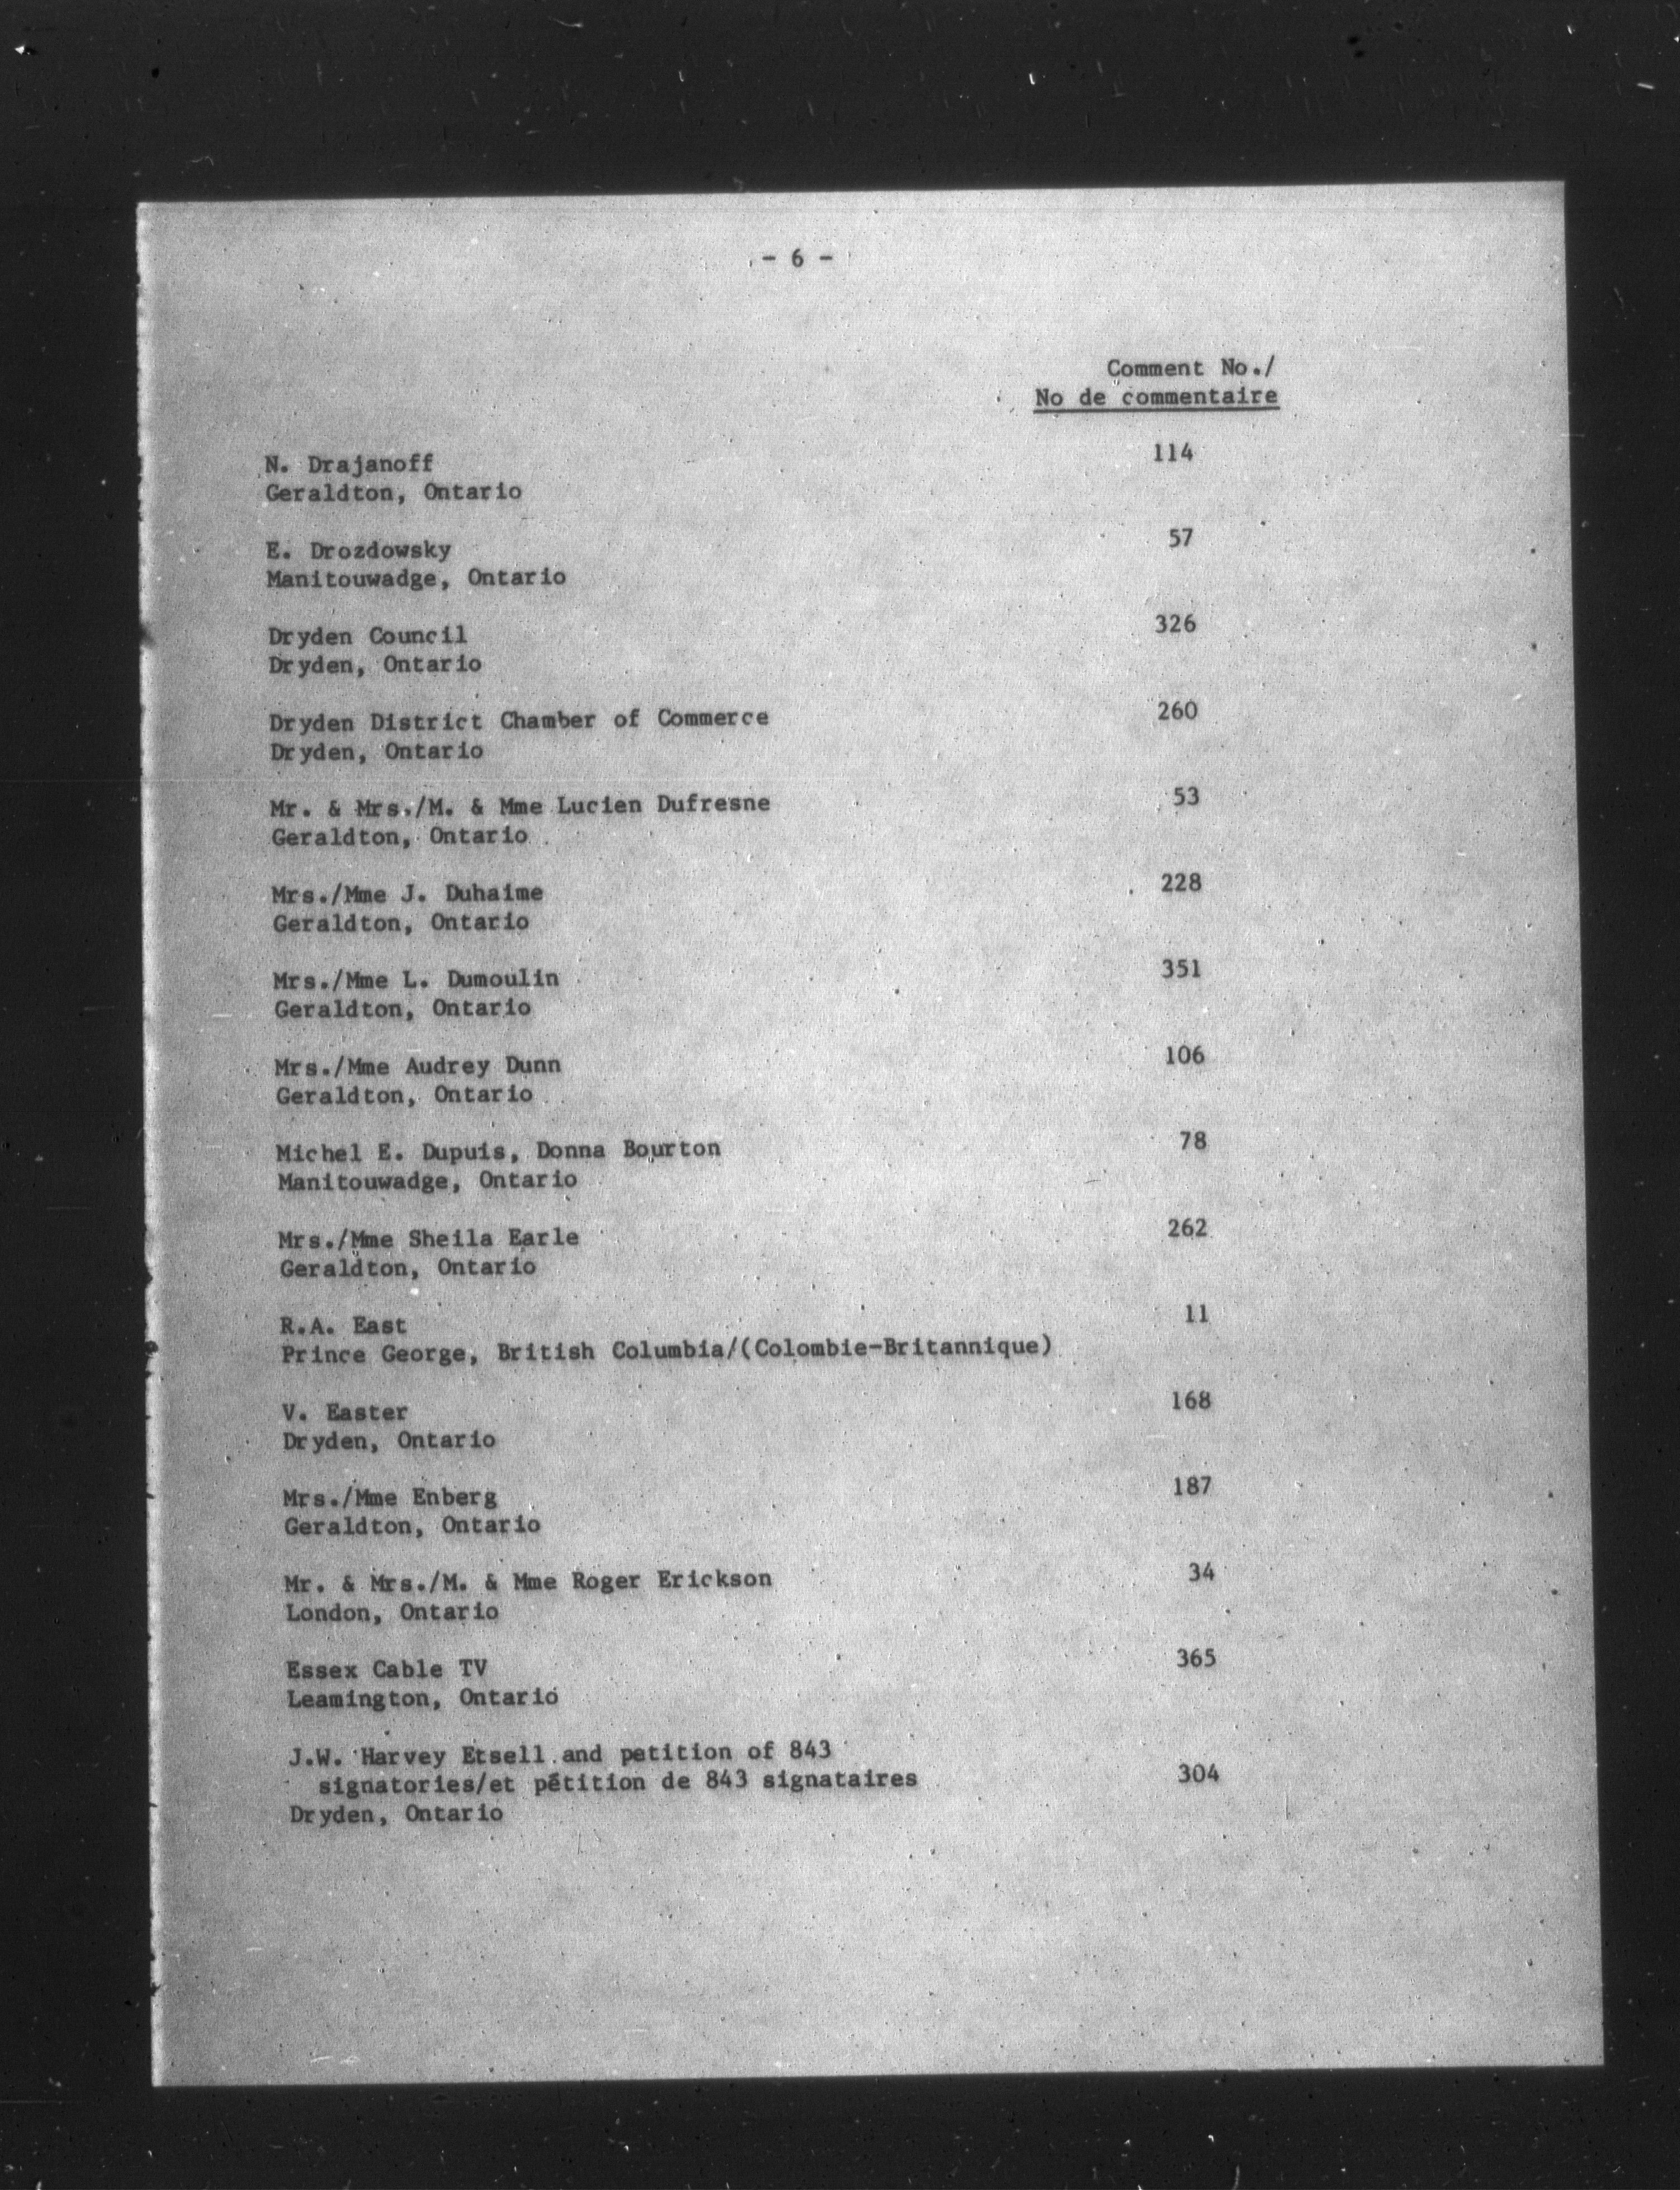 - 6 -
Comment No./
No de commentaire
N. Drajanoff 114
Geraldton, Ontario
E. Drozdowsky 57
Manitouwadge, Ontario
Dryden Council 326
Dryden, Ontario
Dryden District Chamber of Commerce 260
Dryden, Ontario
Mr. & Mrs./M. & Mme Lucien Dufresne 53
Geraldton, Ontario
Mrs./Mme J. Duhaime 228
Geraldton, Ontario
Mrs./Mme L. Dumoulin 351
Geraldton, Ontario
Mrs./Mme Audrey Dunn 106
Geraldton, Ontario
Michel E. Dupuis, Donna Bourton 78
Manitouwadge, Ontario
Mrs./Mme Sheila Earle 262
Geraldton, Ontario
R.A. East 11
Prince George, British Columbia/(Colombie-Britannique)
V. Easter 168
Dryden, Ontario
Mrs./Mme Enberg 187
Geraldton, Ontario
Mr. & Mrs./M. & Mme Roger Erickson 34
London, Ontario
Essex Cable TV 365
Leamington, Ontario
J.W. Harvey Etsell and petition of 843
signatories/et pétition de 843 signataires 304
Dryden, Ontario